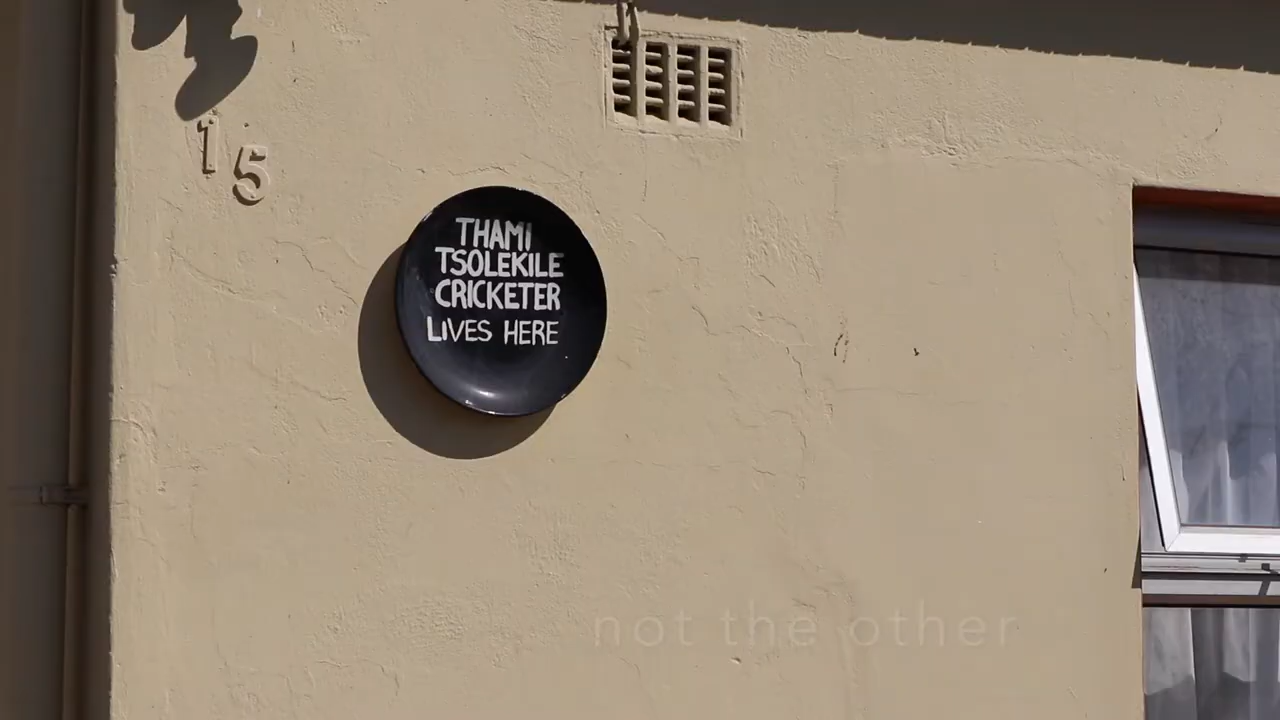 15
THAMI
TSOLEKILE
CRICKETER
LIVES HERE
not the other